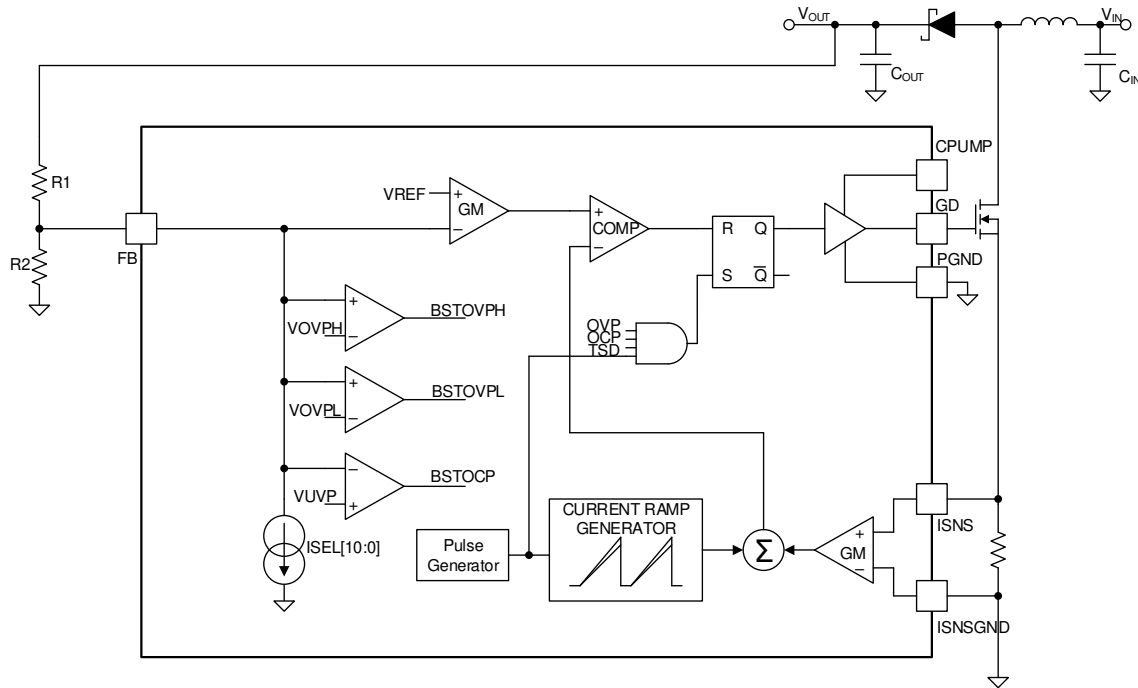 VOUT
VIN
COUT
CIN
CPUMP
R1
VREF
+
GM
−
+
COMP
−
R Q
S Q̅
GD
FB
R2
PGND
+
VOVPH
−
BSTOVPH
OVP
OCP
TSD
+
VOVPL
−
BSTOVPL
−
VUVP
+
BSTOCP
ISEL[10:0]
Pulse
Generator
CURRENT RAMP
GENERATOR
Σ
+
GM
−
ISNS
ISNSGND